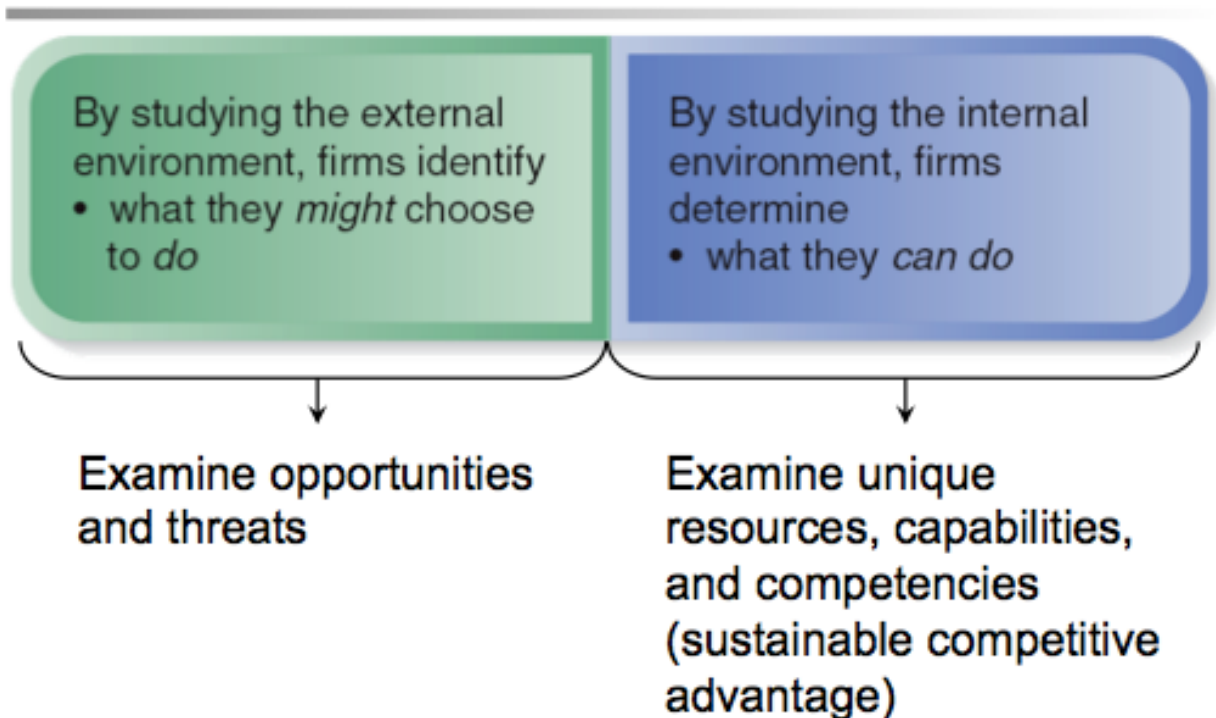 By studying the external
environment, firms identify
• what they might choose
to do
By studying the internal
environment, firms
determine
• what they can do
Examine opportunities
and threats
Examine unique
resources, capabilities,
and competencies
(sustainable competitive
advantage)